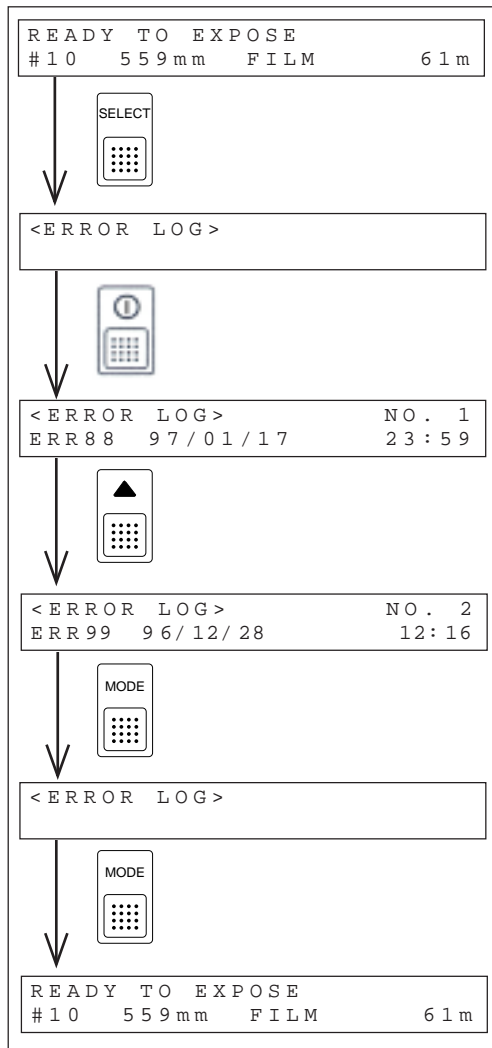 READY TO EXPOSE
#10 559mm FILM 61m
SELECT
<ERROR LOG>
<ERROR LOG> NO. 1
ERR88 97/01/17 23:59
<ERROR LOG> NO. 2
ERR99 96/12/28 12:16
MODE
<ERROR LOG>
MODE
READY TO EXPOSE
#10 559mm FILM 61m